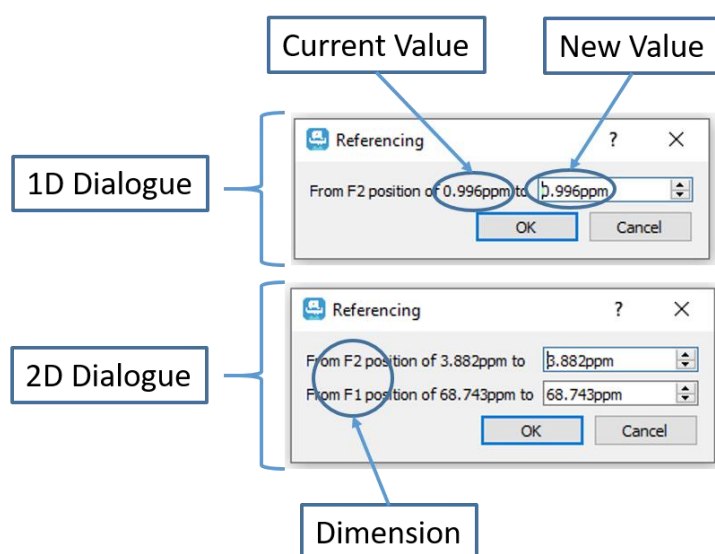 Current Value
New Value
1D Dialogue
Referencing
?
From F2 position of 0.996ppm to 0.996ppm
OK
Cancel
2D Dialogue
Referencing
?
From F2 position of 3.882ppm to 3.882ppm
From F1 position of 68.743ppm to 68.743ppm
OK
Cancel
Dimension